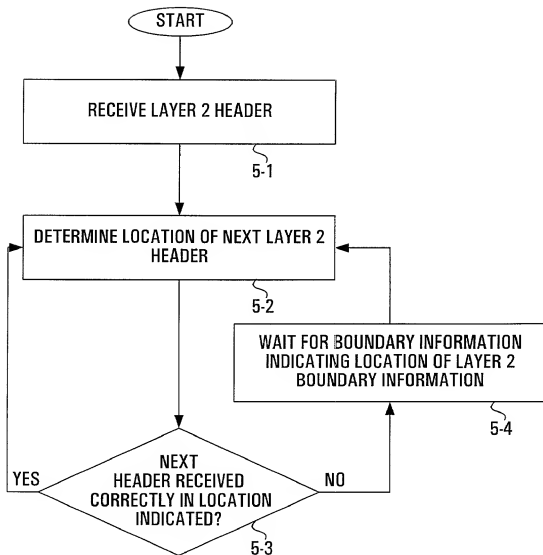 START
RECEIVE LAYER 2 HEADER
5-1
DETERMINE LOCATION OF NEXT LAYER 2
HEADER
5-2
WAIT FOR BOUNDARY INFORMATION
INDICATING LOCATION OF LAYER 2
BOUNDARY INFORMATION
5-4
NEXT
HEADER RECEIVED
CORRECTLY IN LOCATION
INDICATED?
YES
NO
5-3